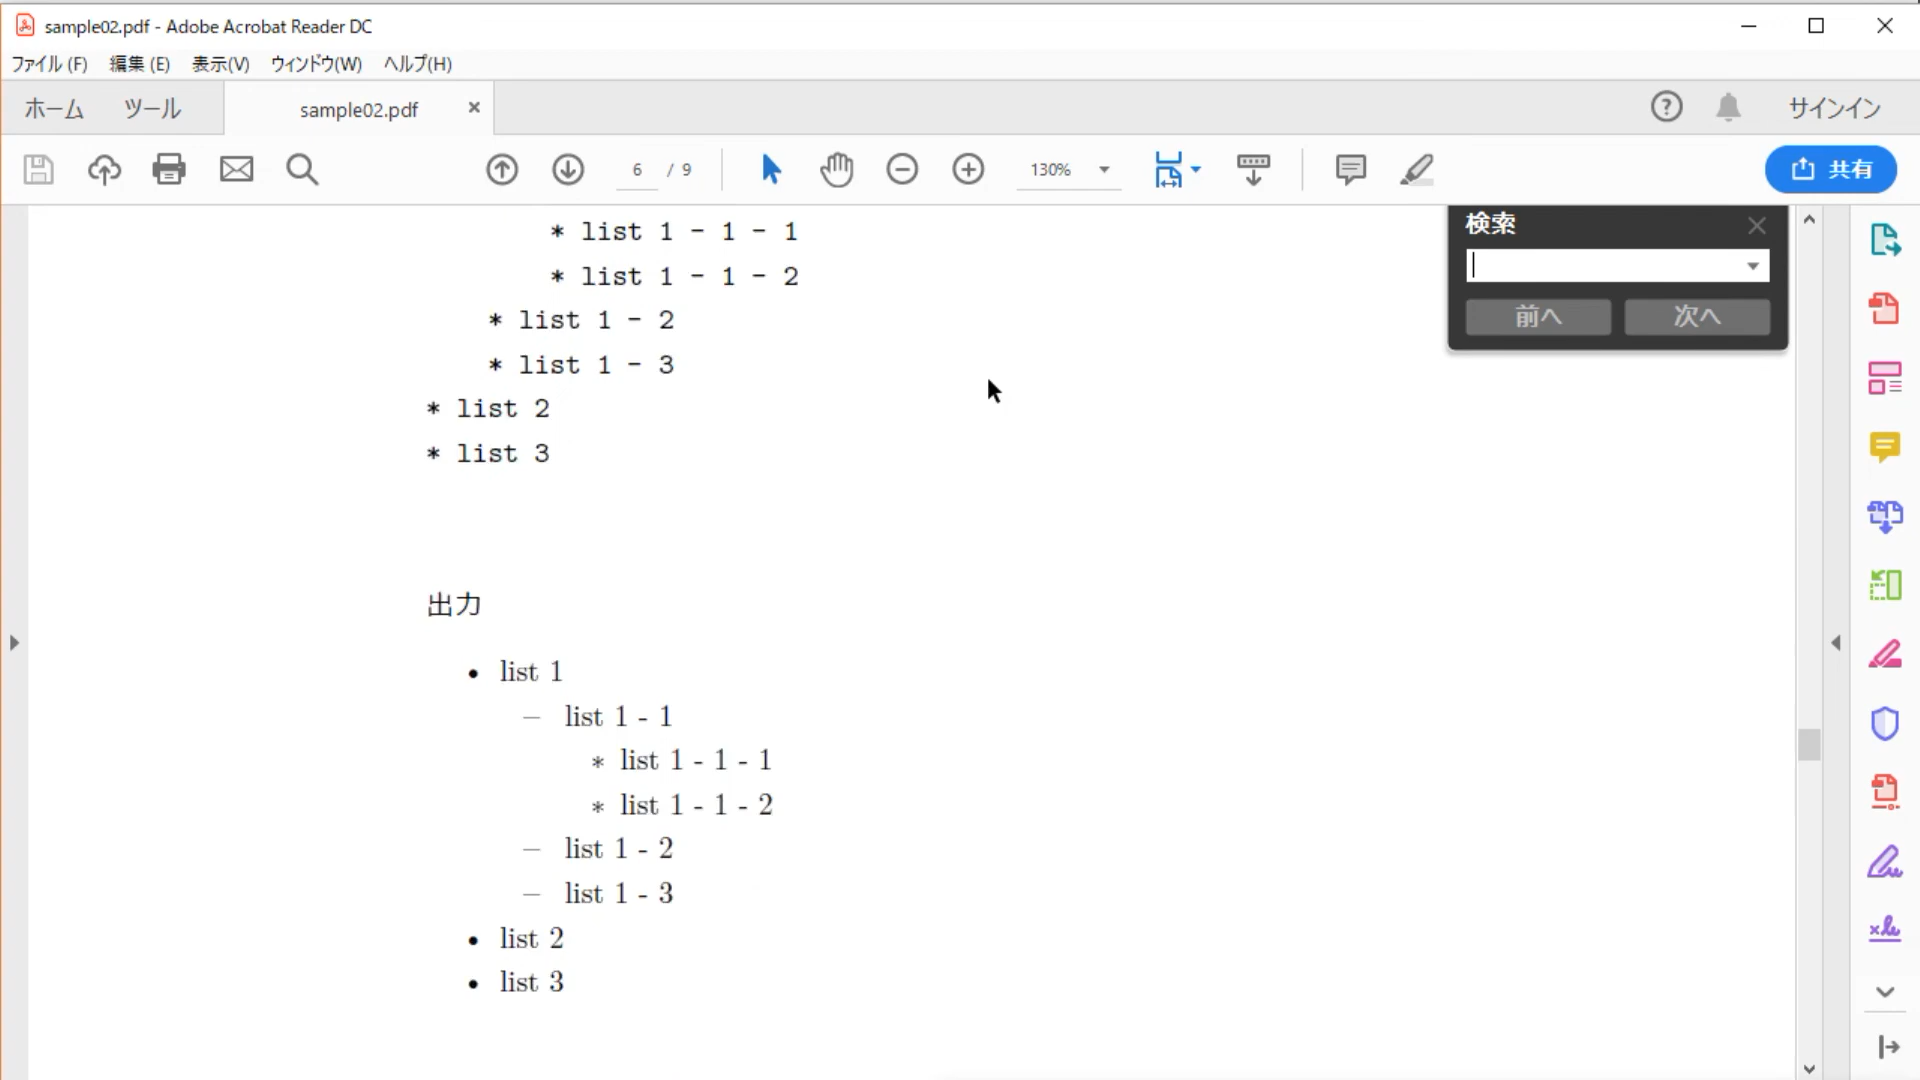 sample02.pdf - Adobe Acrobat Reader DC
ファイル(F) 編集(E) 表示(V) ウィンドウ(W) ヘルプ(H)
ホーム ツール sample02.pdf × サインイン
6 / 9 130% 共有
検索
前へ 次へ
* list 1 - 1 - 1
* list 1 - 1 - 2
* list 1 - 2
* list 1 - 3
* list 2
* list 3
出力
• list 1
– list 1 - 1
* list 1 - 1 - 1
* list 1 - 1 - 2
– list 1 - 2
– list 1 - 3
• list 2
• list 3